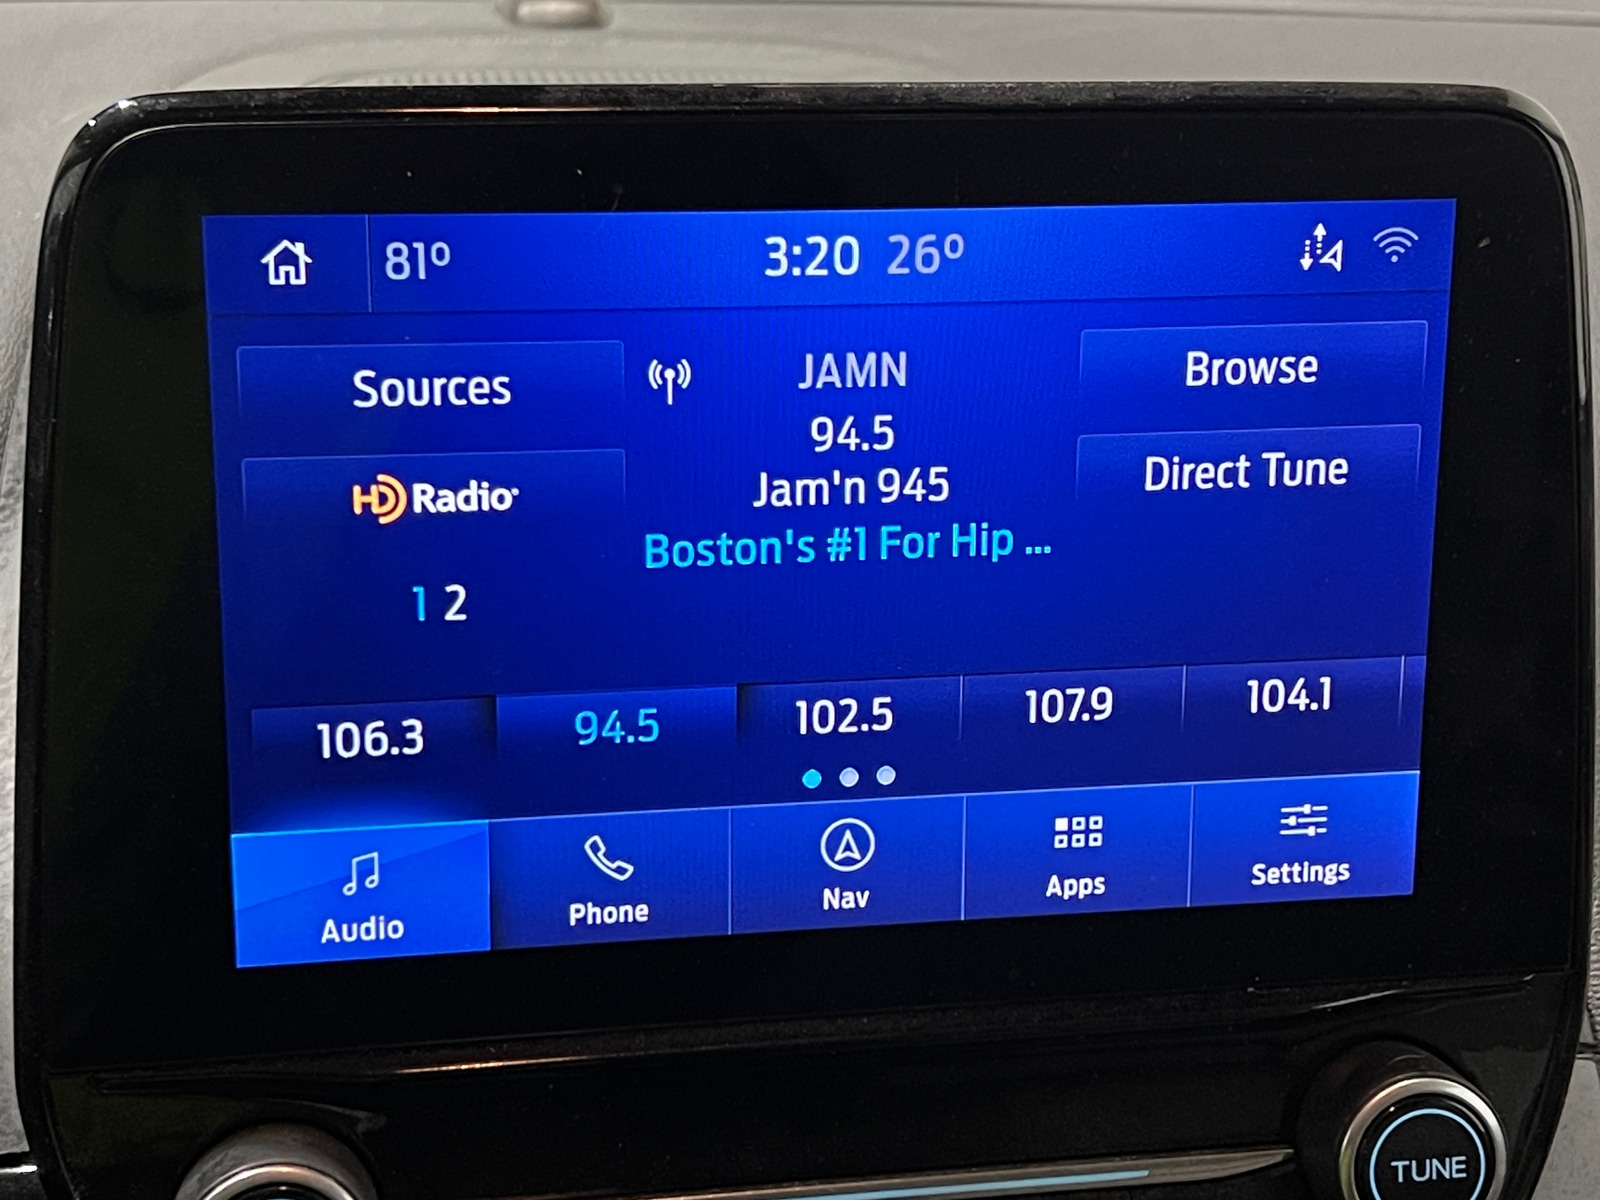 81º
3:20 26º
Sources
JAMN
Browse
94.5
HD Radio
Jam'n 945
Direct Tune
Boston's #1 For Hip ...
1 2
106.3
94.5
102.5
107.9
104.1
Audio
Phone
Nav
Apps
Settings
TUNE